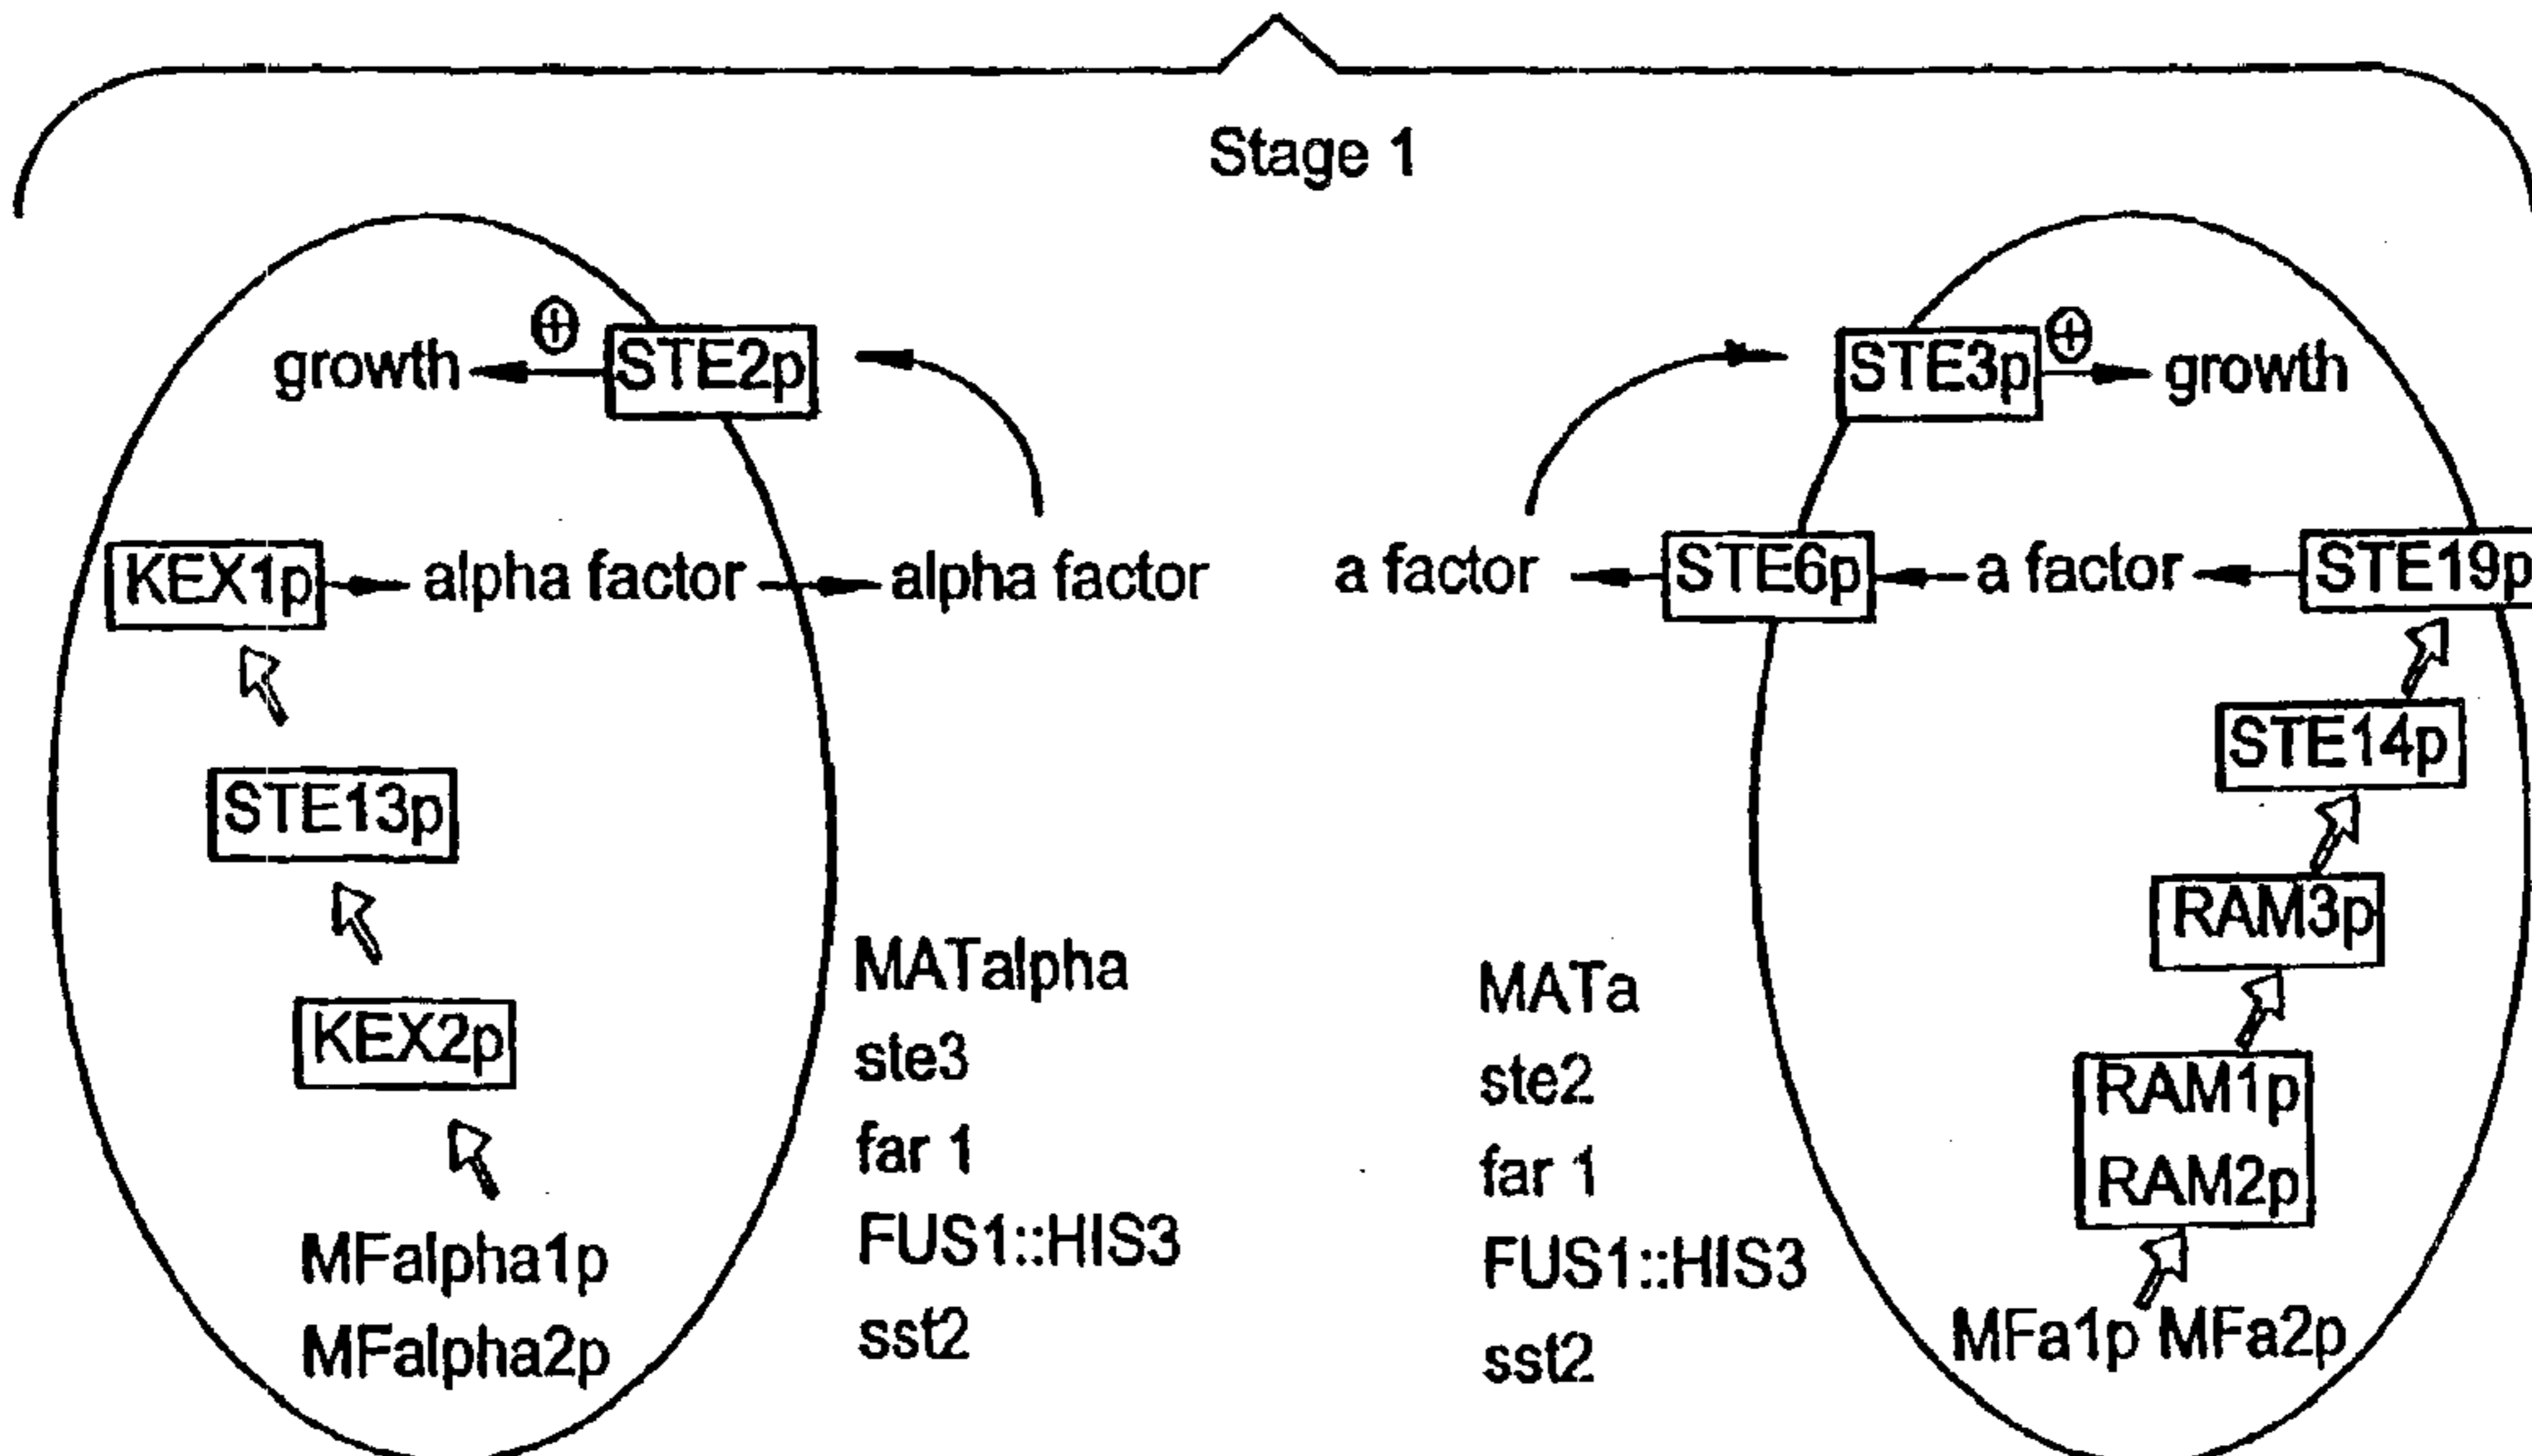 Stage 1
growth
⊕
STE2p
KEX1p
alpha factor
alpha factor
STE13p
KEX2p
MFalpha1p
MFalpha2p
MATalpha
ste3
far 1
FUS1::HIS3
sst2
STE3p
⊕
growth
a factor
STE6p
a factor
STE19p
STE14p
RAM3p
RAM1p
RAM2p
MFa1p MFa2p
MATa
ste2
far 1
FUS1::HIS3
sst2